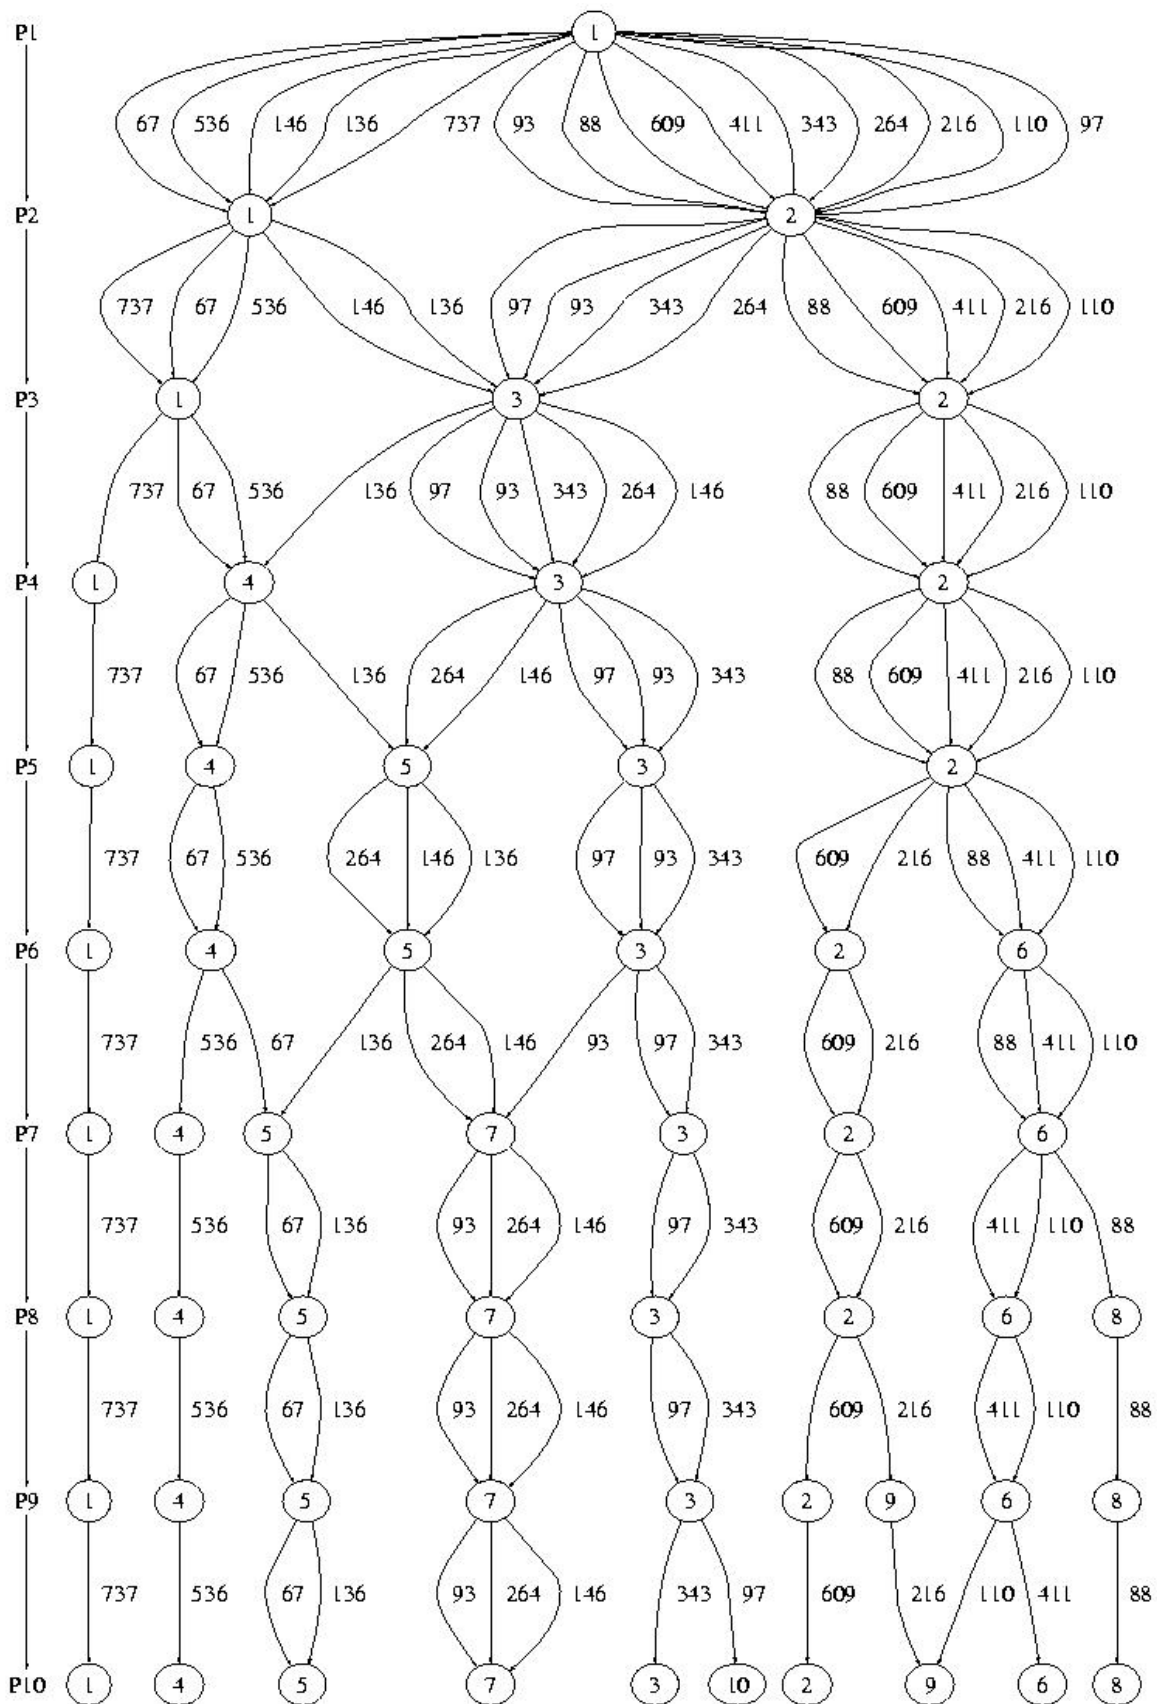 P1 1
67 536 146 136 737 93 88 609 411 343 264 216 110 97
P2 1 2
737 67 536 146 136 97 93 343 264 88 609 411 216 110
P3 1 3 2
737 67 536 136 97 93 343 264 146 88 609 411 216 110
P4 1 4 3 2
737 67 536 136 264 146 97 93 343 88 609 411 216 110
P5 1 4 5 3 2
737 67 536 264 146 136 97 93 343 609 216 88 411 110
P6 1 4 5 3 2 6
737 536 67 136 264 146 93 97 343 609 216 88 411 110
P7 1 4 5 7 3 2 6
737 536 67 136 93 264 146 97 343 609 216 411 110 88
P8 1 4 5 7 3 2 6 8
737 536 67 136 93 264 146 97 343 609 216 411 110 88
P9 1 4 5 7 3 2 9 6 8
737 536 67 136 93 264 146 343 97 609 216 110 411 88
P10 1 4 5 7 3 10 2 9 6 8